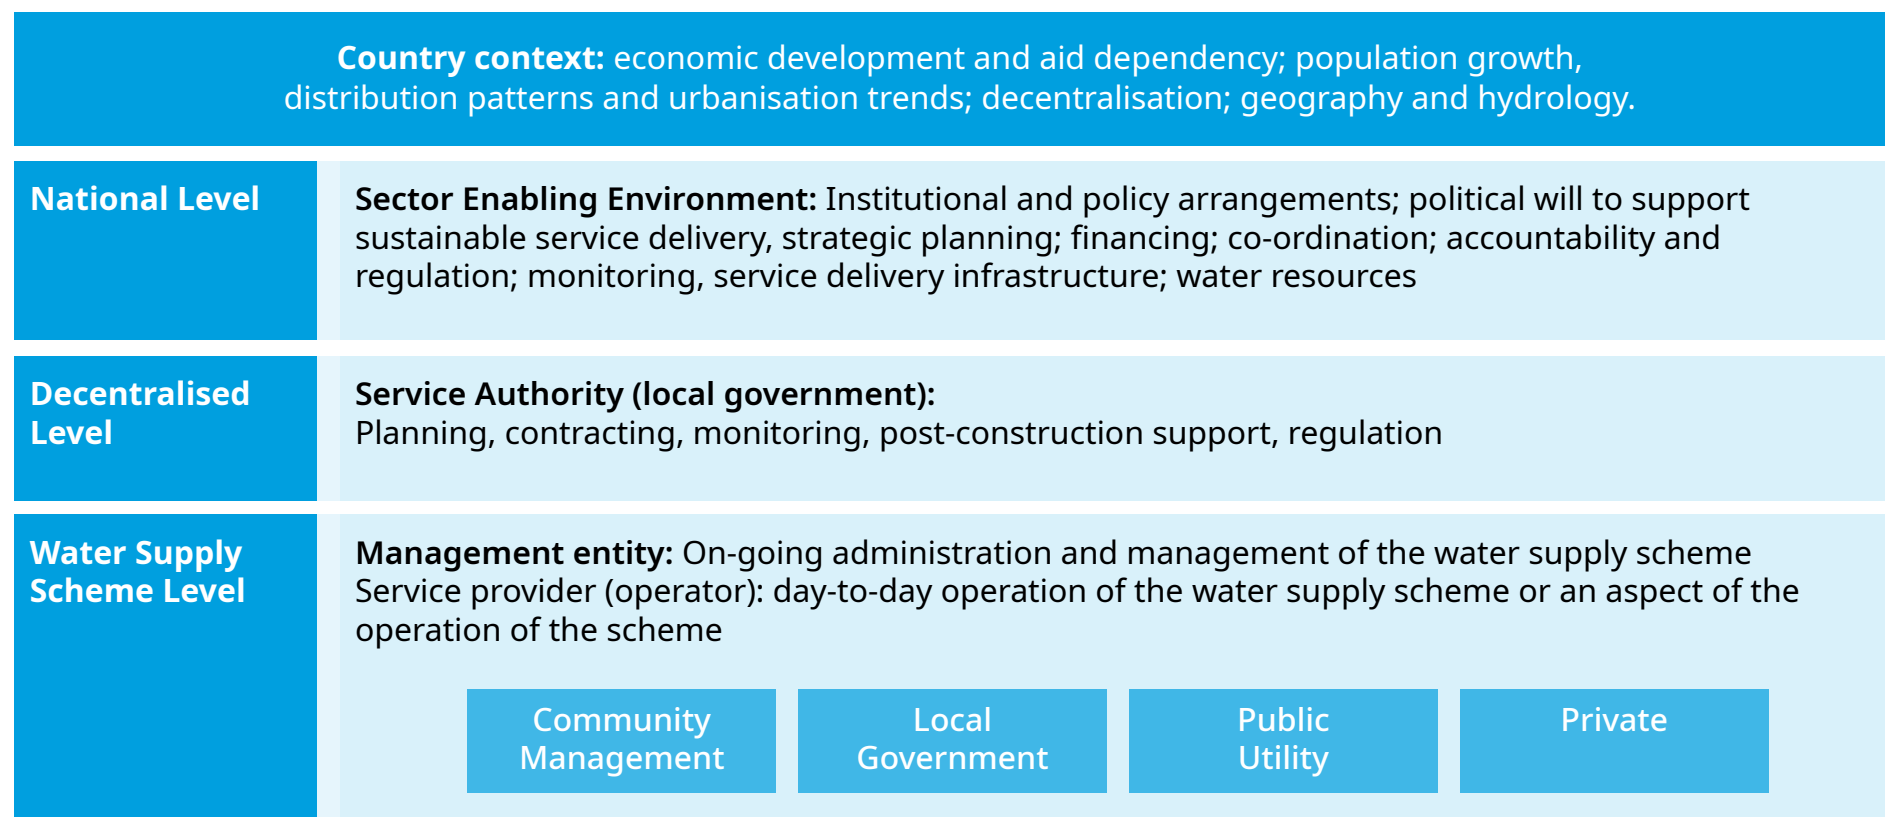 Country context: economic development and aid dependency; population growth,
distribution patterns and urbanisation trends; decentralisation; geography and hydrology.
National Level
Sector Enabling Environment: Institutional and policy arrangements; political will to support
sustainable service delivery, strategic planning; financing; co-ordination; accountability and
regulation; monitoring, service delivery infrastructure; water resources
Decentralised
Level
Service Authority (local government):
Planning, contracting, monitoring, post-construction support, regulation
Water Supply
Scheme Level
Management entity: On-going administration and management of the water supply scheme
Service provider (operator): day-to-day operation of the water supply scheme or an aspect of the
operation of the scheme
Community
Management
Local
Government
Public
Utility
Private